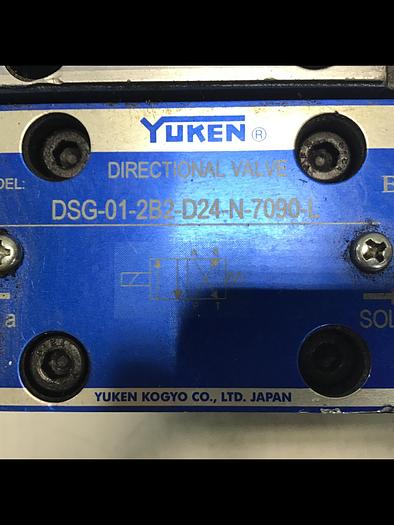 YUKEN®
DIRECTIONAL VALVE
DEL:
B
DSG-01-2B2-D24-N-7090-L
a
SOL
YUKEN KOGYO CO., LTD. JAPAN